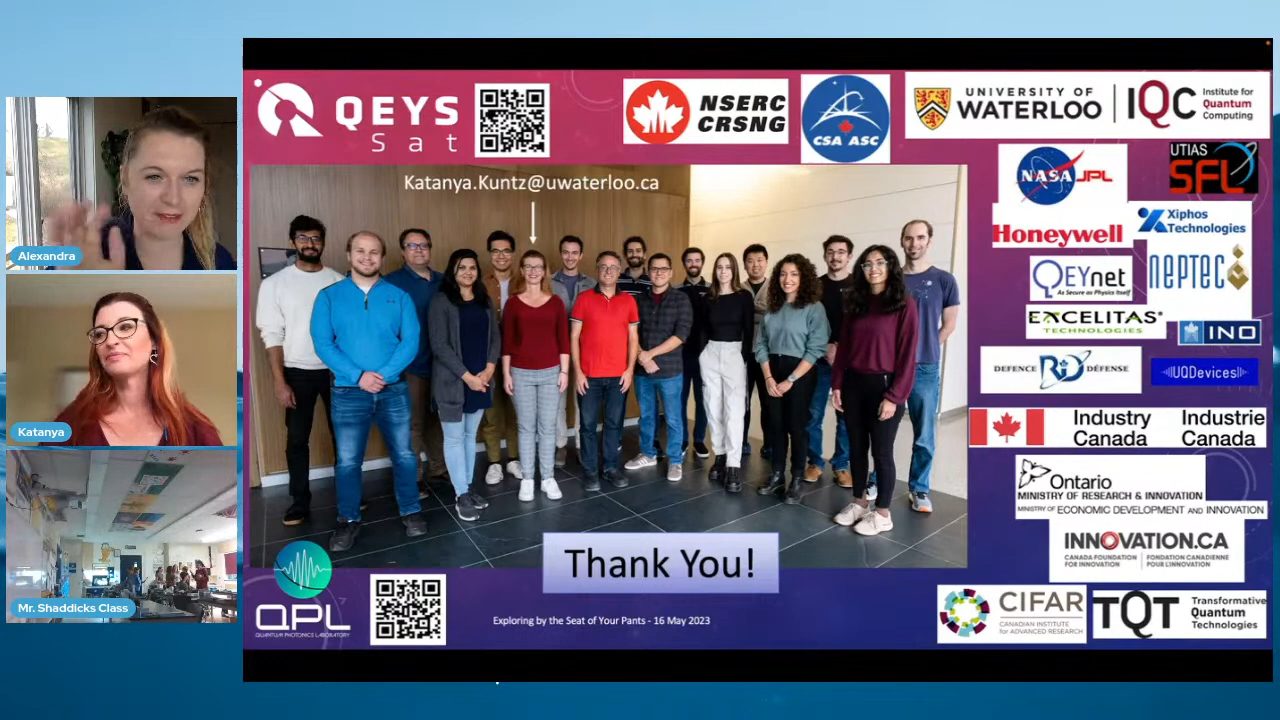 Alexandra
Katanya
Mr. Shaddicks Class
QEYS
Sat
NSERC
CRSNG
CSA ASC
UNIVERSITY OF
WATERLOO
IQC
Institute for
Quantum
Computing
Katanya.Kuntz@uwaterloo.ca
NASA JPL
UTIAS
SFL
Honeywell
Xiphos
Technologies
QEYnet
As Secure as Physics Itself
NEPTEC
EXCELITAS
TECHNOLOGIES
INO
DEFENCE DÉFENSE
UQDevices
Industry
Canada
Industrie
Canada
Ontario
MINISTRY OF RESEARCH & INNOVATION
MINISTRY OF ECONOMIC DEVELOPMENT AND INNOVATION
INNOVATION.CA
CANADA FOUNDATION
FOR INNOVATION
FONDATION CANADIENNE
POUR L'INNOVATION
Thank You!
QPL
QUANTUM PHOTONICS LABORATORY
Exploring by the Seat of Your Pants - 16 May 2023
CIFAR
CANADIAN INSTITUTE
for ADVANCED RESEARCH
TQT
Transformative
Quantum
Technologies